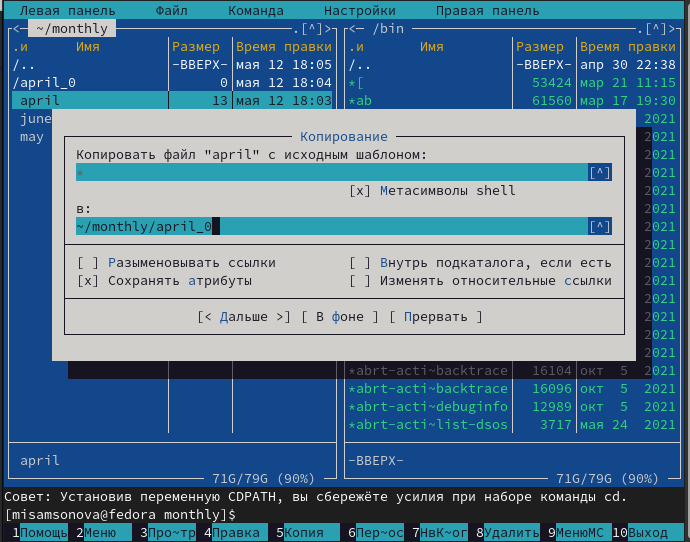 Левая панель Файл Команда Настройки Правая панель
<─ ~/monthly .[^]> <─ /bin .[^]>
.и Имя Размер Время правки .и Имя Размер Время правки
/.. -ВВЕРХ- мая 12 18:05 /.. -ВВЕРХ- апр 30 22:38
/april_0 0 мая 12 18:04 *[ 53424 мар 21 11:15
april 13 мая 12 18:03 *ab 61560 мар 17 19:30
june 2021
may 2021
Копирование
2021
Копировать файл "april" с исходным шаблоном:
2021
* [^]
2021
[x] Метасимволы shell
2021
в:
2021
~/monthly/april_0 [^]
2021
2021
[ ] Разыменовывать ссылки [ ] Внутрь подкаталога, если есть
2021
[x] Сохранять атрибуты [ ] Изменять относительные ссылки
2021
2021
[< Дальше >] [ В фоне ] [ Прервать ]
2021
2021
2021
*abrt-acti~backtrace 16104 окт 5 2021
*abrt-acti~backtrace 16096 окт 5 2021
*abrt-acti~debuginfo 12989 окт 5 2021
*abrt-acti~list-dsos 3717 мая 24 2021
april -ВВЕРХ-
71G/79G (90%) 71G/79G (90%)
Совет: Установив переменную CDPATH, вы сбережёте усилия при наборе команды cd.
[misamsonova@fedora monthly]$
1Помощь 2Меню 3Про~тр 4Правка 5Копия 6Пер~ос 7НвК~ог 8Удалить 9МенюМС 10Выход